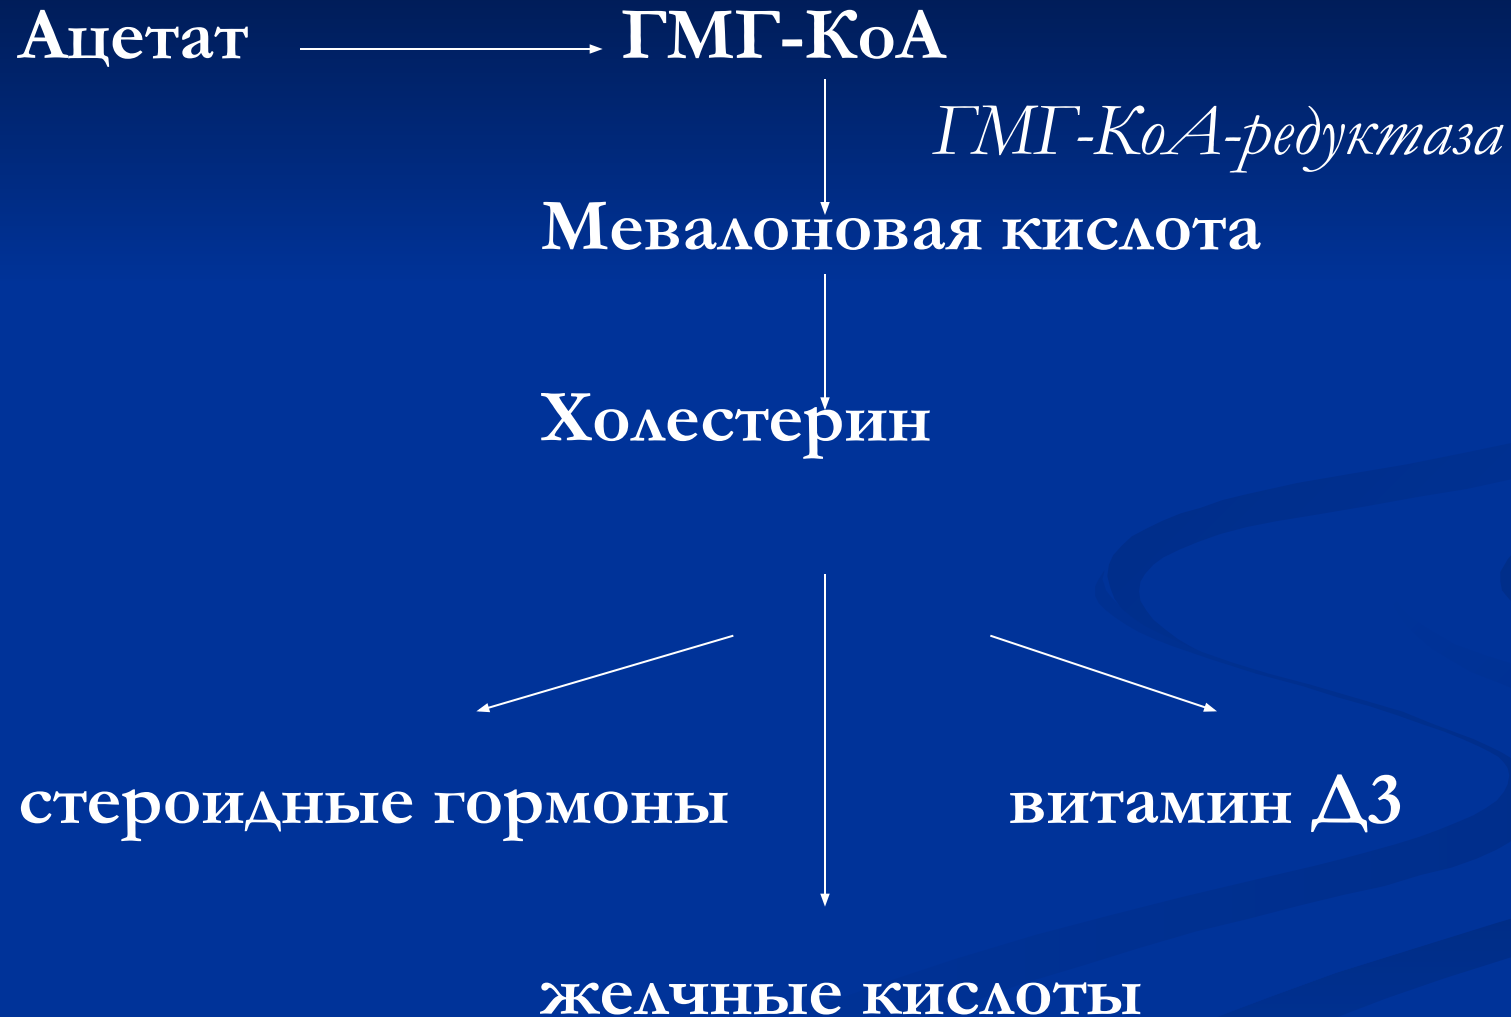 Ацетат ГМГ-КоА
ГМГ-КоА-редуктаза
Мевалоновая кислота
Холестерин
стероидные гормоны витамин Д3
желчные кислоты